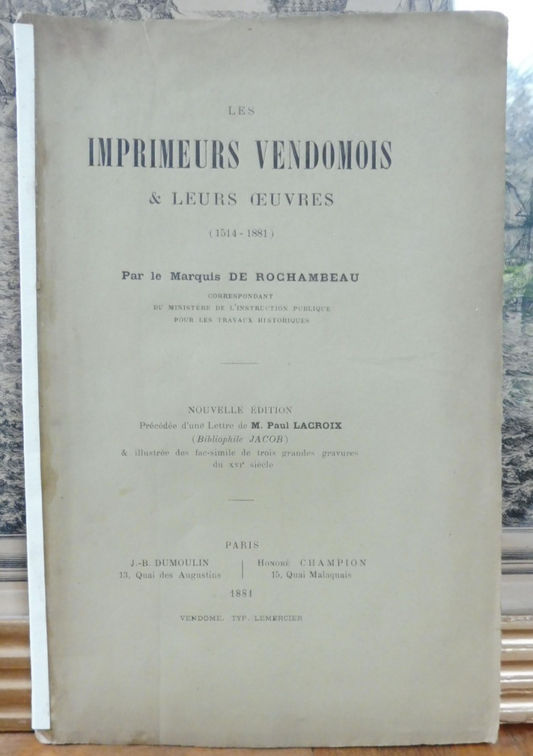 LES
IMPRIMEURS VENDOMOIS
& LEURS ŒUVRES
(1514-1881)
Par le Marquis DE ROCHAMBEAU
CORRESPONDANT
DU MINISTÈRE DE L'INSTRUCTION PUBLIQUE
POUR LES TRAVAUX HISTORIQUES
NOUVELLE ÉDITION
Précédée d'une Lettre de M. Paul LACROIX
(Bibliophile JACOB)
& illustrée des fac-simile de trois grandes gravures
du XVIe siècle
PARIS
J.-B. DUMOULIN
13, Quai des Augustins
HONORÉ CHAMPION
15, Quai Malaquais
1881
VENDOME. TYP. LEMERCIER